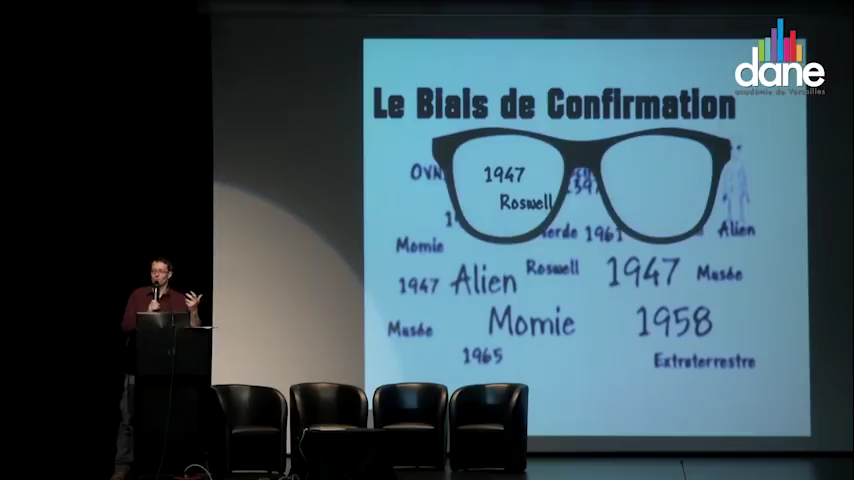 dane
académie de Versailles
Le Biais de Confirmation
1947
Roswell
1961
Alien
Momie
1947
Alien
Roswell
1947
Musée
Musée
Momie
1958
1965
Extraterrestre